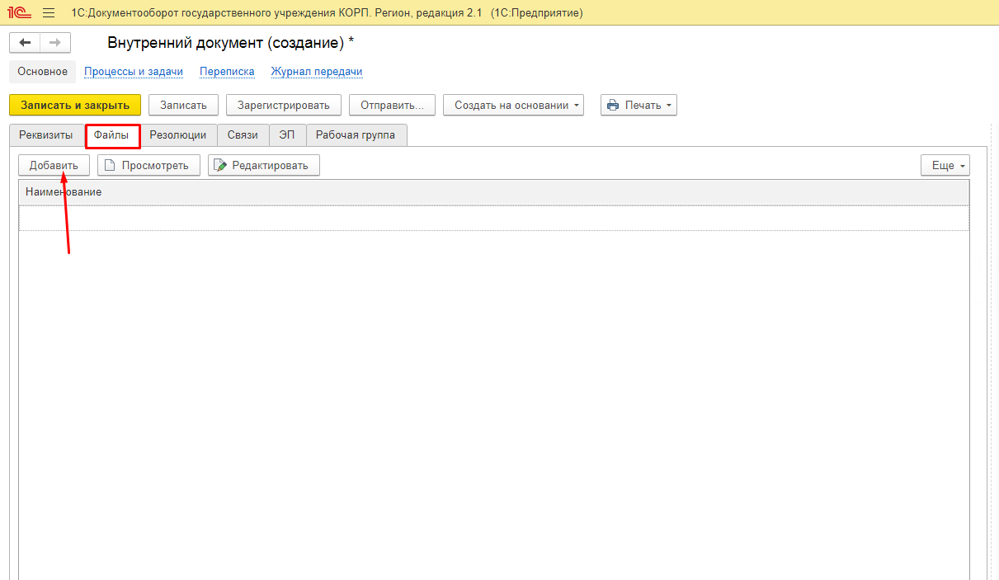 1С:Документооборот государственного учреждения КОРП. Регион, редакция 2.1 (1С:Предприятие)
Внутренний документ (создание) *
Основное Процессы и задачи Переписка Журнал передачи
Записать и закрыть Записать Зарегистрировать Отправить... Создать на основании Печать
Реквизиты Файлы Резолюции Связи ЭП Рабочая группа
Добавить Просмотреть Редактировать Еще
Наименование